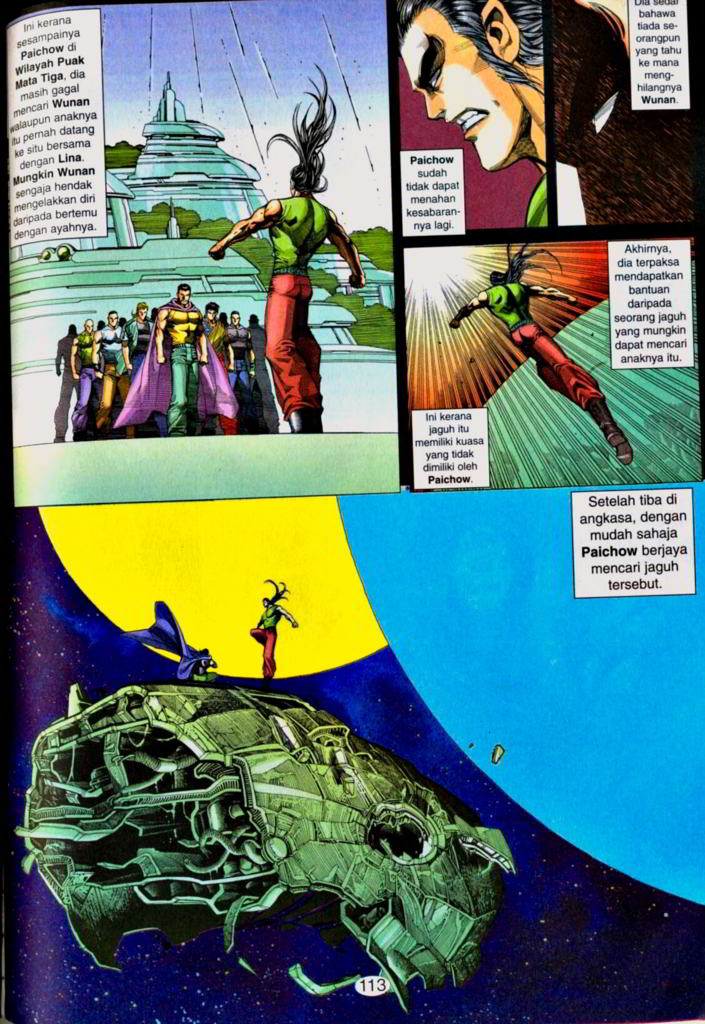 Ini kerana
sesampainya
Paichow di
Wilayah Puak
Mata Tiga, dia
masih gagal
mencari Wunan
walaupun anaknya
itu pernah datang
ke situ bersama
dengan Lina.
Mungkin Wunan
sengaja hendak
mengelakkan diri
daripada bertemu
dengan ayahnya.
Paichow
sudah
tidak dapat
menahan
kesabaran-
nya lagi.
Dia sedar
bahawa
tiada se-
orangpun
yang tahu
ke mana
meng-
hilangnya
Wunan.
Akhirnya,
dia terpaksa
mendapatkan
bantuan
daripada
seorang jaguh
yang mungkin
dapat mencari
anaknya itu.
Ini kerana
jaguh itu
memiliki kuasa
yang tidak
dimiliki oleh
Paichow.
Setelah tiba di
angkasa, dengan
mudah sahaja
Paichow berjaya
mencari jaguh
tersebut.
113